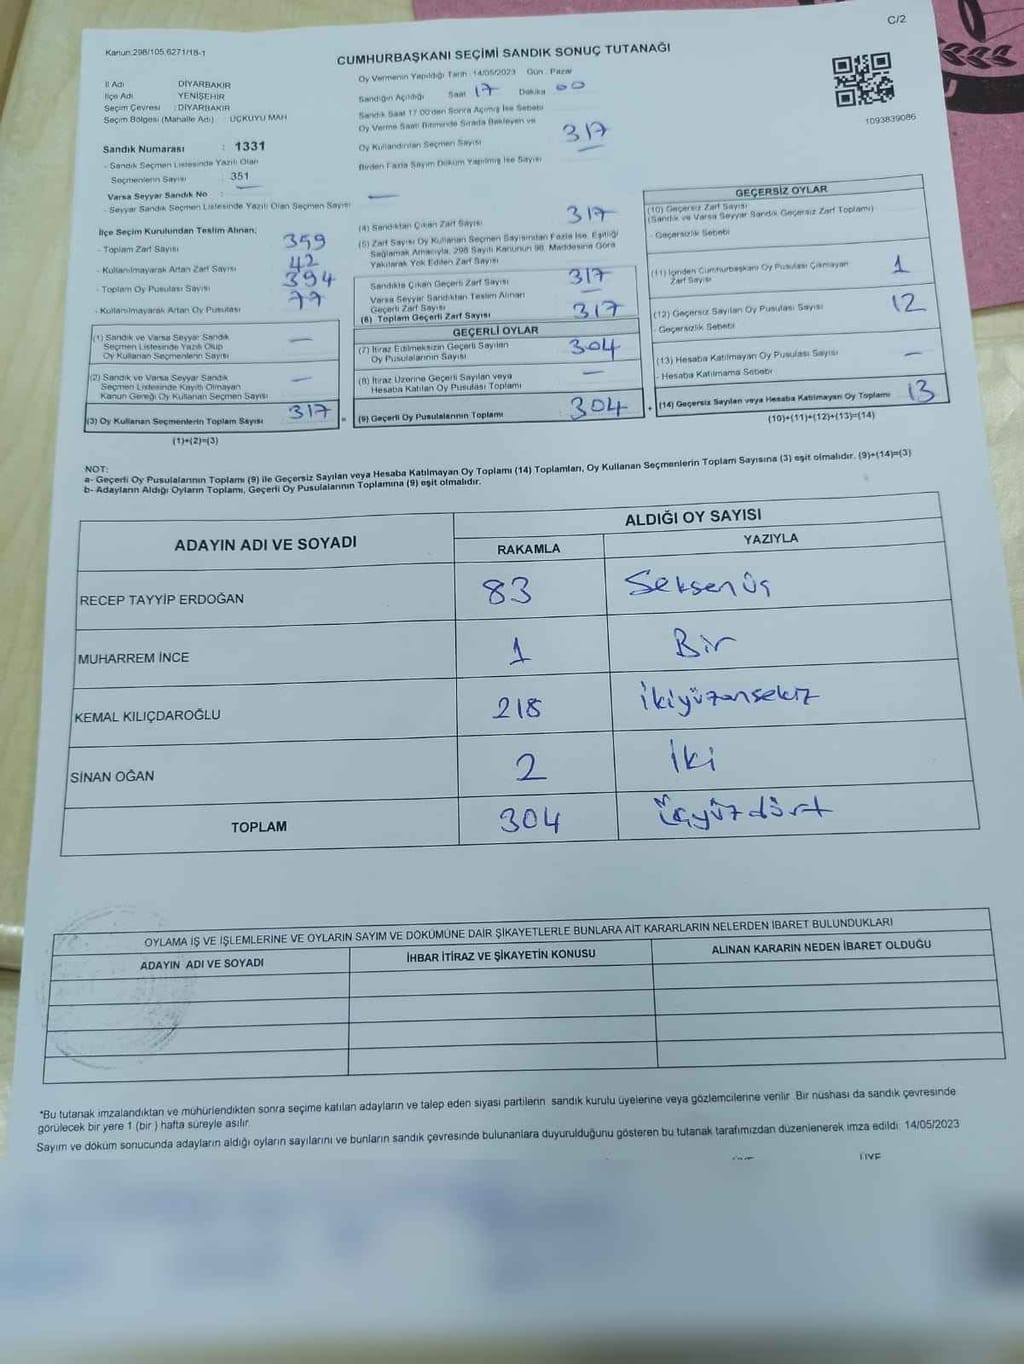 C/2
Kanun:298/105,6271/18-1
CUMHURBAŞKANI SEÇİMİ SANDIK SONUÇ TUTANAĞI
İl Adı DİYARBAKIR
İlçe Adı YENİŞEHİR
Seçim Çevresi : DİYARBAKIR
Seçim Bölgesi (Mahalle Adı) : ÜÇKUYU MAH
Sandık Numarası : 1331
- Sandık Seçmen Listesinde Yazılı Olan
Seçmenlerin Sayısı : 351
Varsa Seyyar Sandık No : —
- Seyyar Sandık Seçmen Listesinde Yazılı Olan Seçmen Sayısı —
Oy Vermenin Yapıldığı Tarih : 14/05/2023 Gün : Pazar
Sandığın Açıldığı Saat 17 Dakika 00
Sandık Saat 17:00'den Sonra Açılmış İse Sebebi
Oy Verme Saati Bitiminde Sırada Bekleyen ve
Oy Kullandırılan Seçmen Sayısı 317
Birden Fazla Sayım Döküm Yapılmış İse Sayısı —
1093839086
İlçe Seçim Kurulundan Teslim Alınan;
- Toplam Zarf Sayısı 359
- Kullanılmayarak Artan Zarf Sayısı 42
- Toplam Oy Pusulası Sayısı 394
- Kullanılmayarak Artan Oy Pusulası 77
(1) Sandık ve Varsa Seyyar Sandık
Seçmen Listesinde Yazılı Olup
Oy Kullanan Seçmenlerin Sayısı —
(2) Sandık ve Varsa Seyyar Sandık
Seçmen Listesinde Kayıtlı Olmayan
Kanun Gereği Oy Kullanan Seçmen Sayısı —
(3) Oy Kullanan Seçmenlerin Toplam Sayısı 317 =
(1)+(2)=(3)
(4) Sandıktan Çıkan Zarf Sayısı 317
(5) Zarf Sayısı Oy Kullanan Seçmen Sayısından Fazla İse, Eşitliği
Sağlamak Amacıyla, 298 Sayılı Kanunun 98. Maddesine Göre
Yakılarak Yok Edilen Zarf Sayısı —
Sandıkta Çıkan Geçerli Zarf Sayısı 317
Varsa Seyyar Sandıktan Teslim Alınan
Geçerli Zarf Sayısı —
(6) Toplam Geçerli Zarf Sayısı 317
GEÇERLİ OYLAR
(7) İtiraz Edilmeksizin Geçerli Sayılan
Oy Pusulalarının Sayısı 304
(8) İtiraz Üzerine Geçerli Sayılan veya
Hesaba Katılan Oy Pusulası Toplamı —
(9) Geçerli Oy Pusulalarının Toplamı 304 +
GEÇERSİZ OYLAR
(10) Geçersiz Zarf Sayısı
(Sandık ve Varsa Seyyar Sandık Geçersiz Zarf Toplamı)
- Geçersizlik Sebebi
(11) İçinden Cumhurbaşkanı Oy Pusulası Çıkmayan
Zarf Sayısı 1
(12) Geçersiz Sayılan Oy Pusulası Sayısı 12
- Geçersizlik Sebebi
(13) Hesaba Katılmayan Oy Pusulası Sayısı —
- Hesaba Katılmama Sebebi
(14) Geçersiz Sayılan veya Hesaba Katılmayan Oy Toplamı 13
(10)+(11)+(12)+(13)=(14)
NOT:
a- Geçerli Oy Pusulalarının Toplamı (9) ile Geçersiz Sayılan veya Hesaba Katılmayan Oy Toplamı (14) Toplamları, Oy Kullanan Seçmenlerin Toplam Sayısına (3) eşit olmalıdır. (9)+(14)=(3)
b- Adayların Aldığı Oyların Toplamı, Geçerli Oy Pusulalarının Toplamına (9) eşit olmalıdır.
ADAYIN ADI VE SOYADI
ALDIĞI OY SAYISI
RAKAMLA YAZIYLA
RECEP TAYYİP ERDOĞAN 83 Seksenüç
MUHARREM İNCE 1 Bir
KEMAL KILIÇDAROĞLU 218 İkiyüzonsekiz
SİNAN OĞAN 2 İki
TOPLAM 304 üçyüzdört
OYLAMA İŞ VE İŞLEMLERİNE VE OYLARIN SAYIM VE DÖKÜMÜNE DAİR ŞİKAYETLERLE BUNLARA AİT KARARLARIN NELERDEN İBARET BULUNDUKLARI
ADAYIN ADI VE SOYADI İHBAR İTİRAZ VE ŞİKAYETİN KONUSU ALINAN KARARIN NEDEN İBARET OLDUĞU
*Bu tutanak imzalandıktan ve mühürlendikten sonra seçime katılan adayların ve talep eden siyasi partilerin sandık kurulu üyelerine veya gözlemcilerine verilir. Bir nüshası da sandık çevresinde
görülecek bir yere 1 (bir) hafta süreyle asılır.
Sayım ve döküm sonucunda adayların aldığı oyların sayılarını ve bunların sandık çevresinde bulunanlara duyurulduğunu gösteren bu tutanak tarafımızdan düzenlenerek imza edildi. 14/05/2023